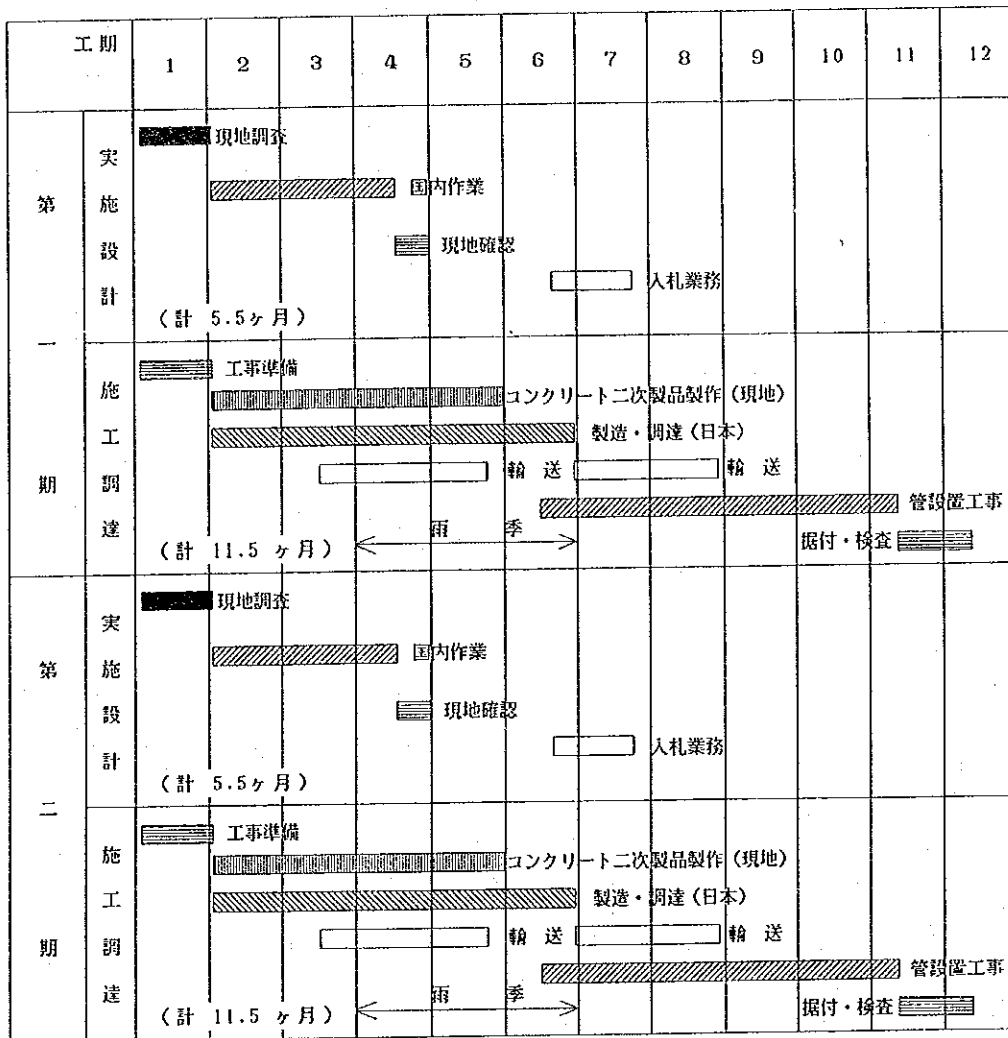 工期
1 2 3 4 5 6 7 8 9 10 11 12
第一期
実施設計
現地調査
国内作業
現地確認
入札業務
(計 5.5ヶ月)
施工調達
工事準備
コンクリート二次製品製作(現地)
製造・調達(日本)
輸 送 輸 送
管設置工事
雨 季
据付・検査
(計 11.5 ヶ月)
第二期
実施設計
現地調査
国内作業
現地確認
入札業務
(計 5.5ヶ月)
施工調達
工事準備
コンクリート二次製品製作(現地)
製造・調達(日本)
輸 送 輸 送
管設置工事
雨 季
据付・検査
(計 11.5 ヶ月)